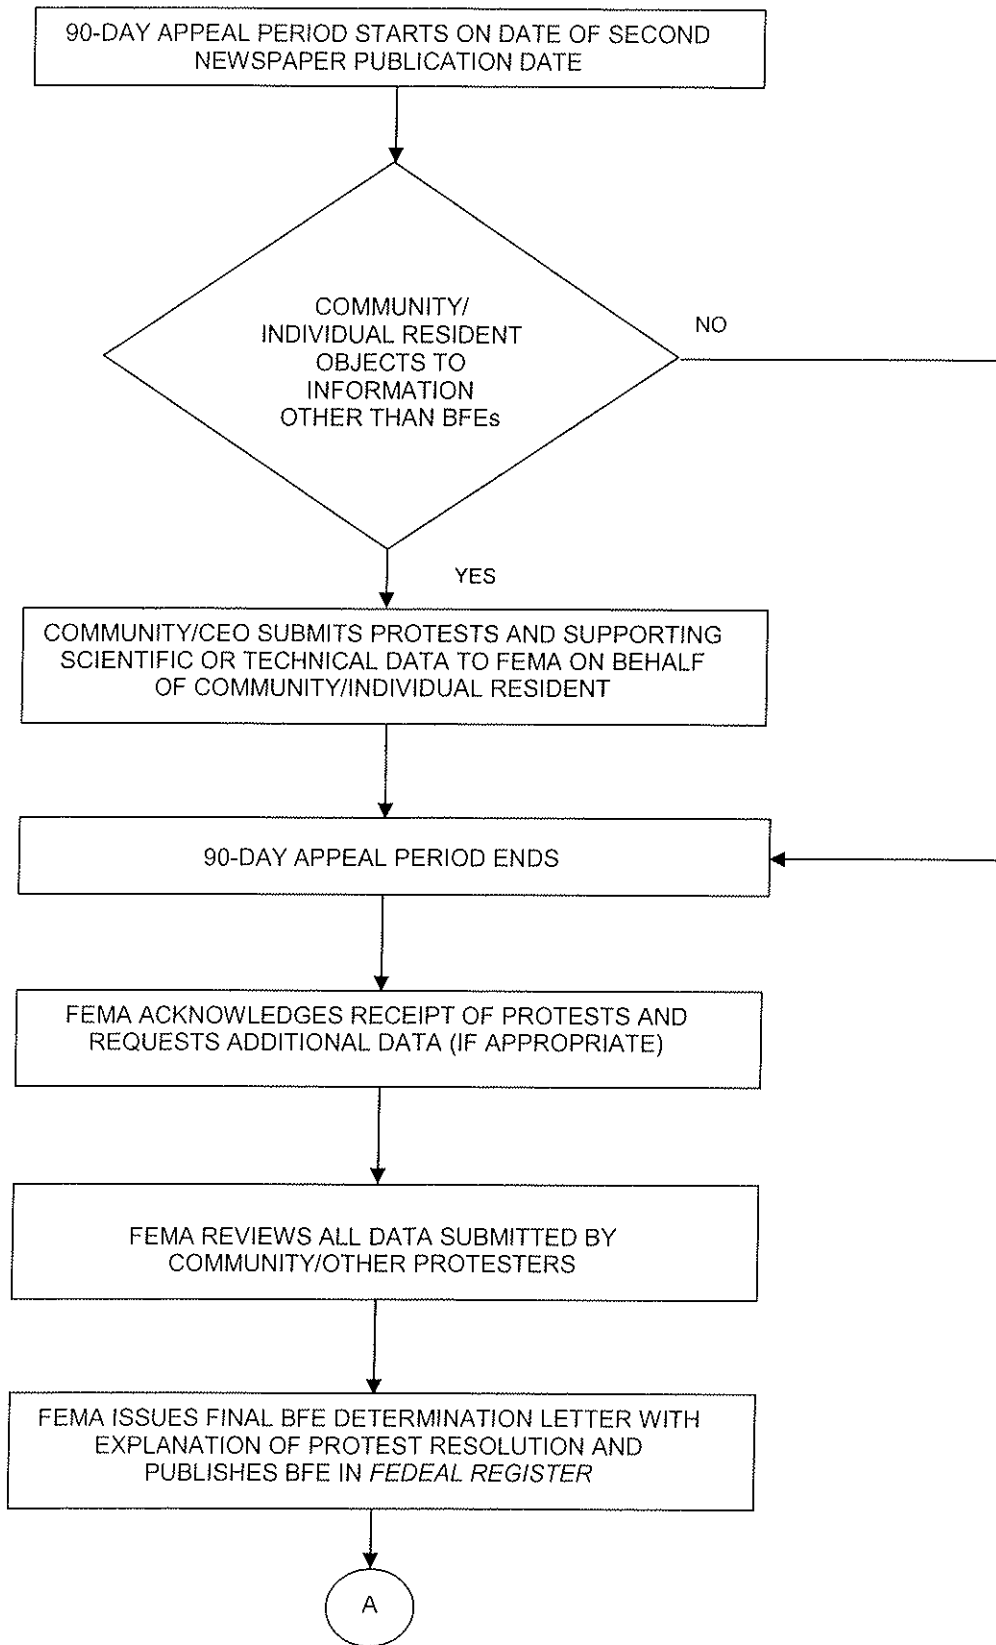 90-DAY APPEAL PERIOD STARTS ON DATE OF SECOND
NEWSPAPER PUBLICATION DATE
COMMUNITY/
INDIVIDUAL RESIDENT
OBJECTS TO
INFORMATION
OTHER THAN BFEs
NO
YES
COMMUNITY/CEO SUBMITS PROTESTS AND SUPPORTING
SCIENTIFIC OR TECHNICAL DATA TO FEMA ON BEHALF
OF COMMUNITY/INDIVIDUAL RESIDENT
90-DAY APPEAL PERIOD ENDS
FEMA ACKNOWLEDGES RECEIPT OF PROTESTS AND
REQUESTS ADDITIONAL DATA (IF APPROPRIATE)
FEMA REVIEWS ALL DATA SUBMITTED BY
COMMUNITY/OTHER PROTESTERS
FEMA ISSUES FINAL BFE DETERMINATION LETTER WITH
EXPLANATION OF PROTEST RESOLUTION AND
PUBLISHES BFE IN FEDEAL REGISTER
A